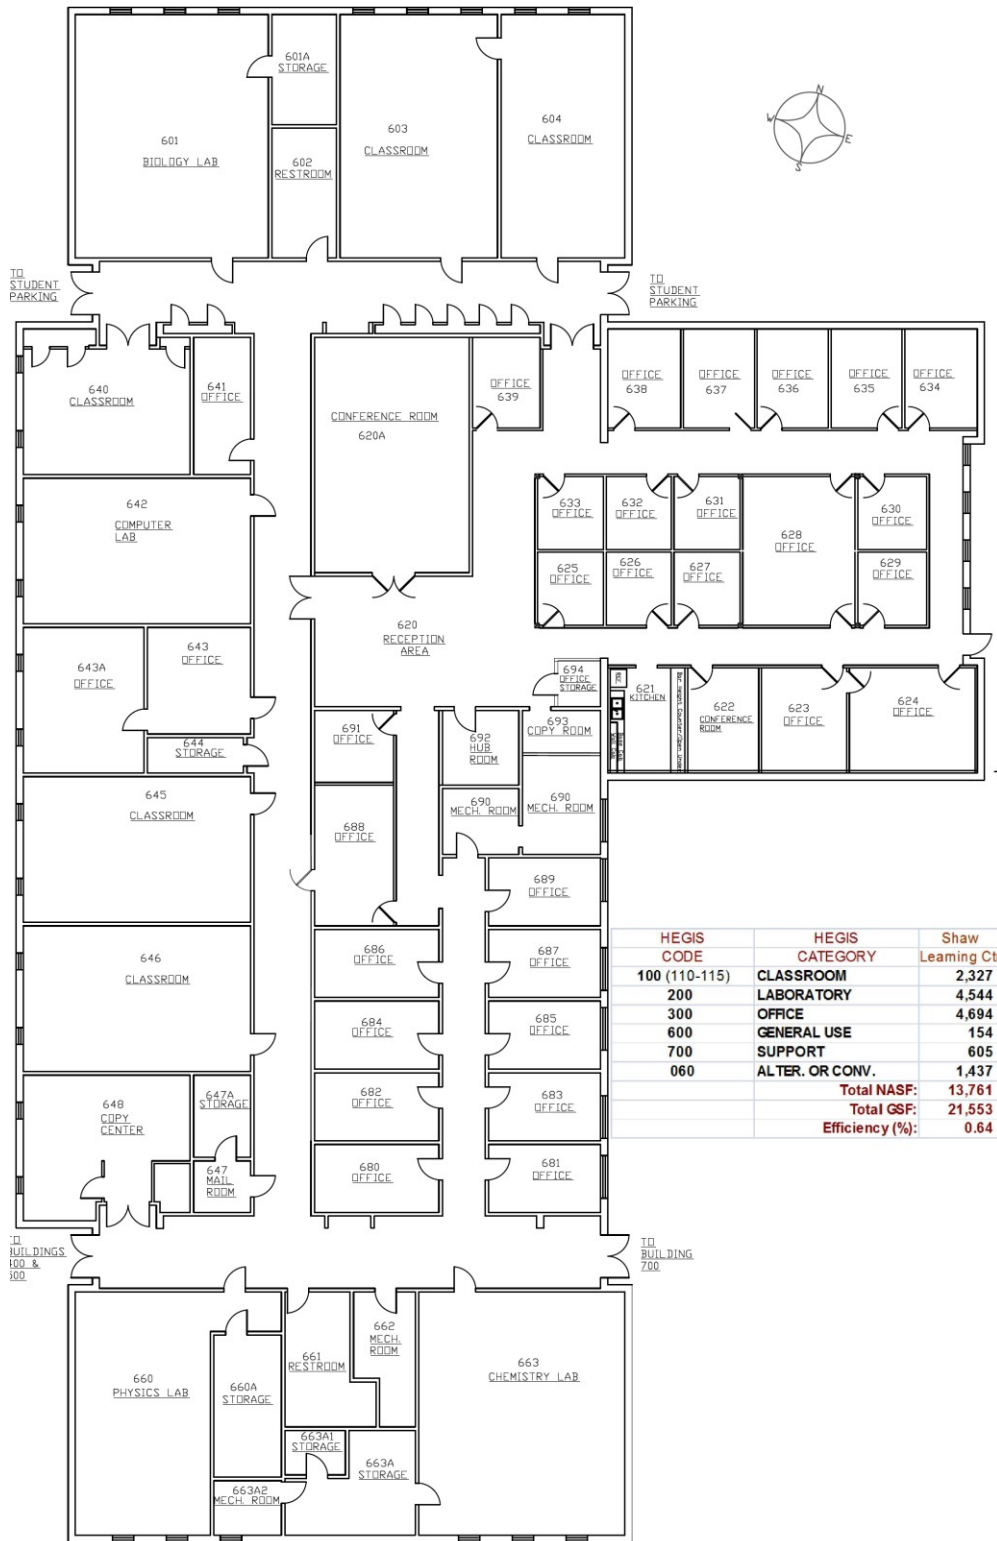 601A
STORAGE
601
BIOLOGY LAB
602
RESTROOM
603
CLASSROOM
604
CLASSROOM
N
W
E
S
TO
STUDENT
PARKING
TO
STUDENT
PARKING
640
CLASSROOM
641
OFFICE
CONFERENCE ROOM
620A
OFFICE
639
OFFICE
638
OFFICE
637
OFFICE
636
OFFICE
635
OFFICE
634
642
COMPUTER
LAB
633
OFFICE
632
OFFICE
631
OFFICE
628
OFFICE
630
OFFICE
625
OFFICE
626
OFFICE
627
OFFICE
629
OFFICE
643A
OFFICE
643
OFFICE
620
RECEPTION
AREA
694
OFFICE
STORAGE
621
KITCHEN
Bar Height Counter/Open Under
622
CONFERENCE
ROOM
623
OFFICE
624
OFFICE
644
STORAGE
691
OFFICE
692
HUB
ROOM
693
COPY ROOM
645
CLASSROOM
690
MECH. ROOM
690
MECH. ROOM
688
OFFICE
689
OFFICE
646
CLASSROOM
686
OFFICE
687
OFFICE
684
OFFICE
685
OFFICE
648
COPY
CENTER
647A
STORAGE
682
OFFICE
683
OFFICE
647
MAIL
ROOM
680
OFFICE
681
OFFICE
HEGIS HEGIS Shaw
CODE CATEGORY Learning Ct
100 (110-115) CLASSROOM 2,327
200 LABORATORY 4,544
300 OFFICE 4,694
600 GENERAL USE 154
700 SUPPORT 605
060 ALTER. OR CONV. 1,437
Total NASF: 13,761
Total GSF: 21,553
Efficiency (%): 0.64
TO
BUILDINGS
400 &
500
TO
BUILDING
700
660
PHYSICS LAB
660A
STORAGE
661
RESTROOM
662
MECH.
ROOM
663
CHEMISTRY LAB
663A1
STORAGE
663A
STORAGE
663A2
MECH. ROOM